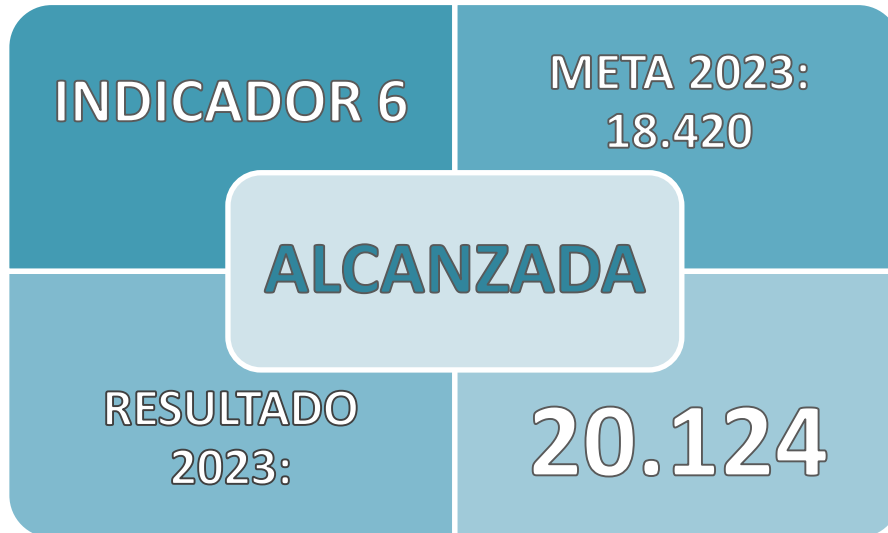 INDICADOR 6
META 2023:
18.420
ALCANZADA
RESULTADO
2023:
20.124